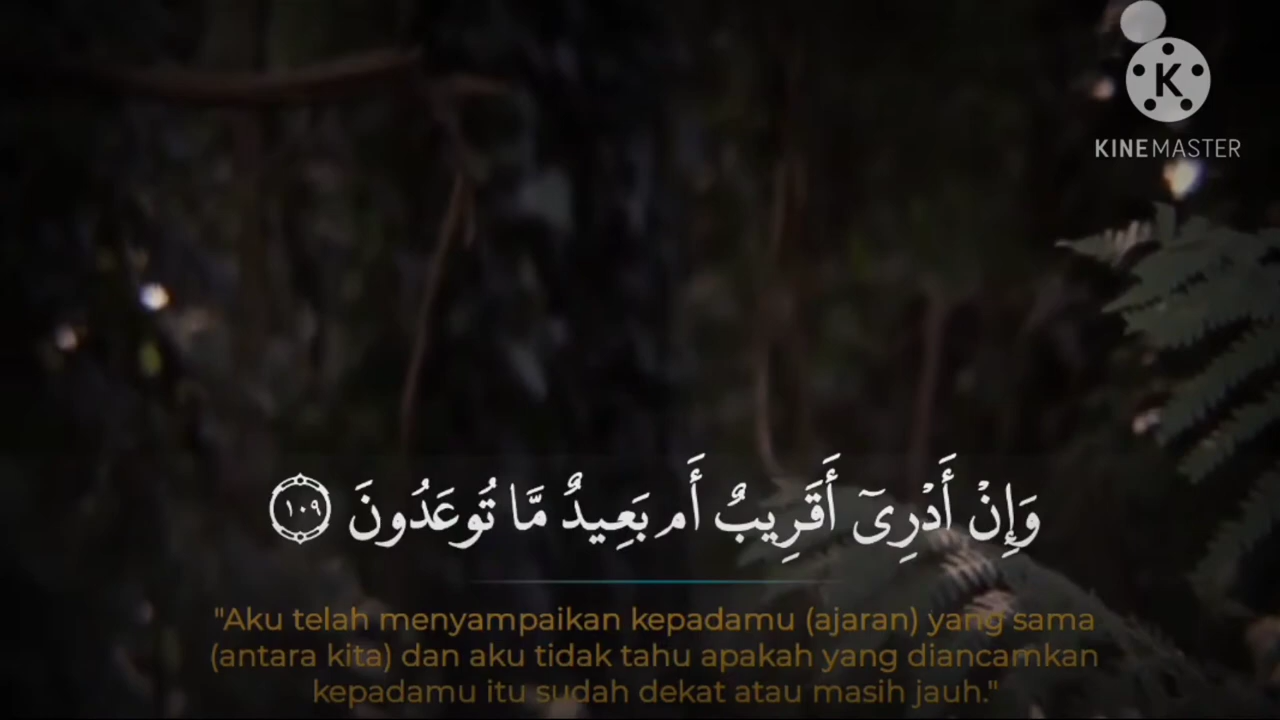 K
KINEMASTER
وَإِنْ أَدْرِىٓ أَقَرِيبٌ أَم بَعِيدٌ مَّا تُوعَدُونَ ١٠٩
"Aku telah menyampaikan kepadamu (ajaran) yang sama
(antara kita) dan aku tidak tahu apakah yang diancamkan
kepadamu itu sudah dekat atau masih jauh."